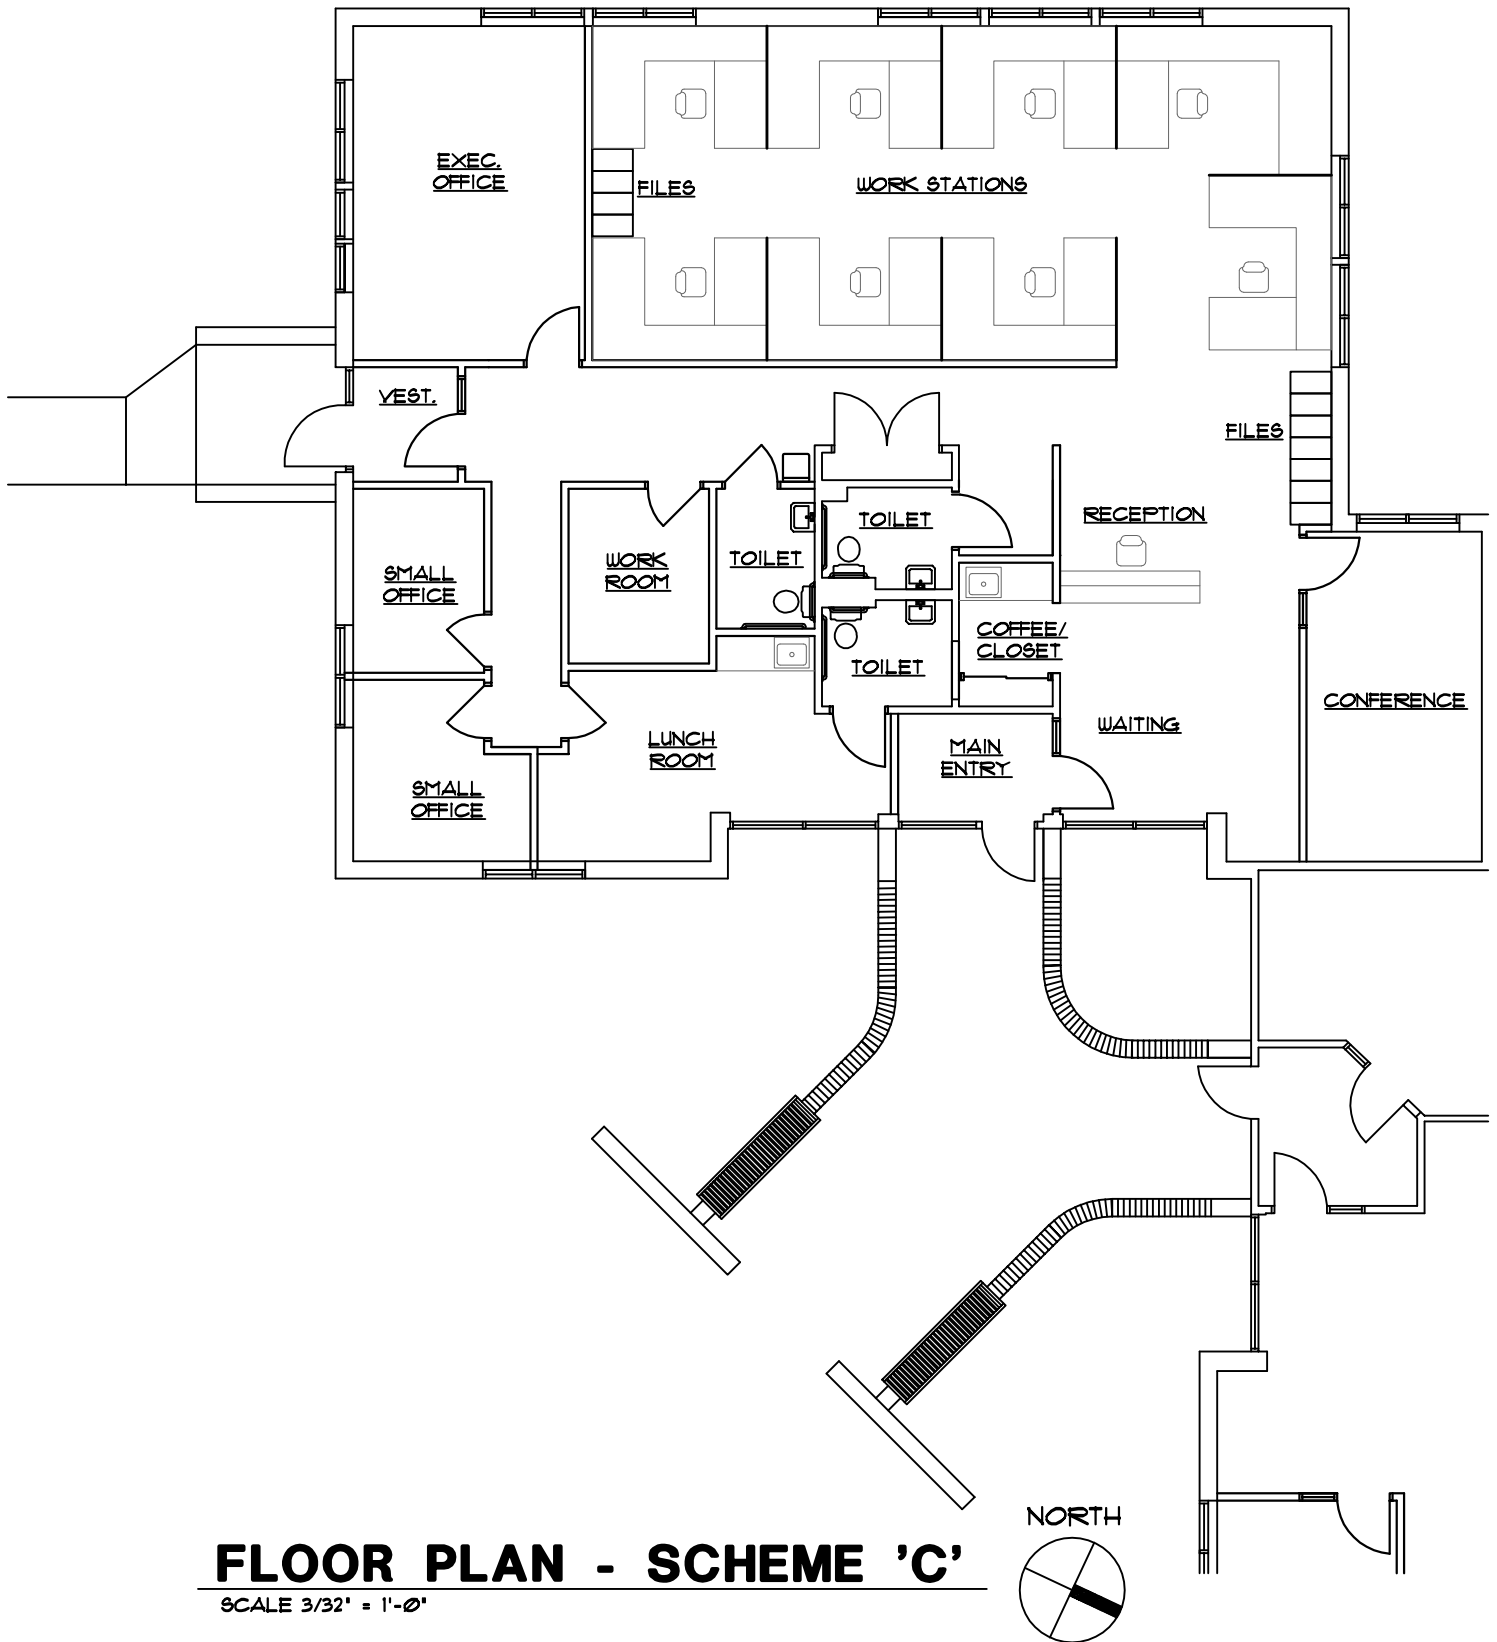 EXEC.
OFFICE
FILES
WORK STATIONS
VEST.
FILES
RECEPTION
TOILET
TOILET
WORK
ROOM
SMALL
OFFICE
COFFEE/
CLOSET
TOILET
CONFERENCE
WAITING
LUNCH
ROOM
MAIN
ENTRY
SMALL
OFFICE
NORTH
FLOOR PLAN - SCHEME 'C'
SCALE 3/32" = 1'-0"